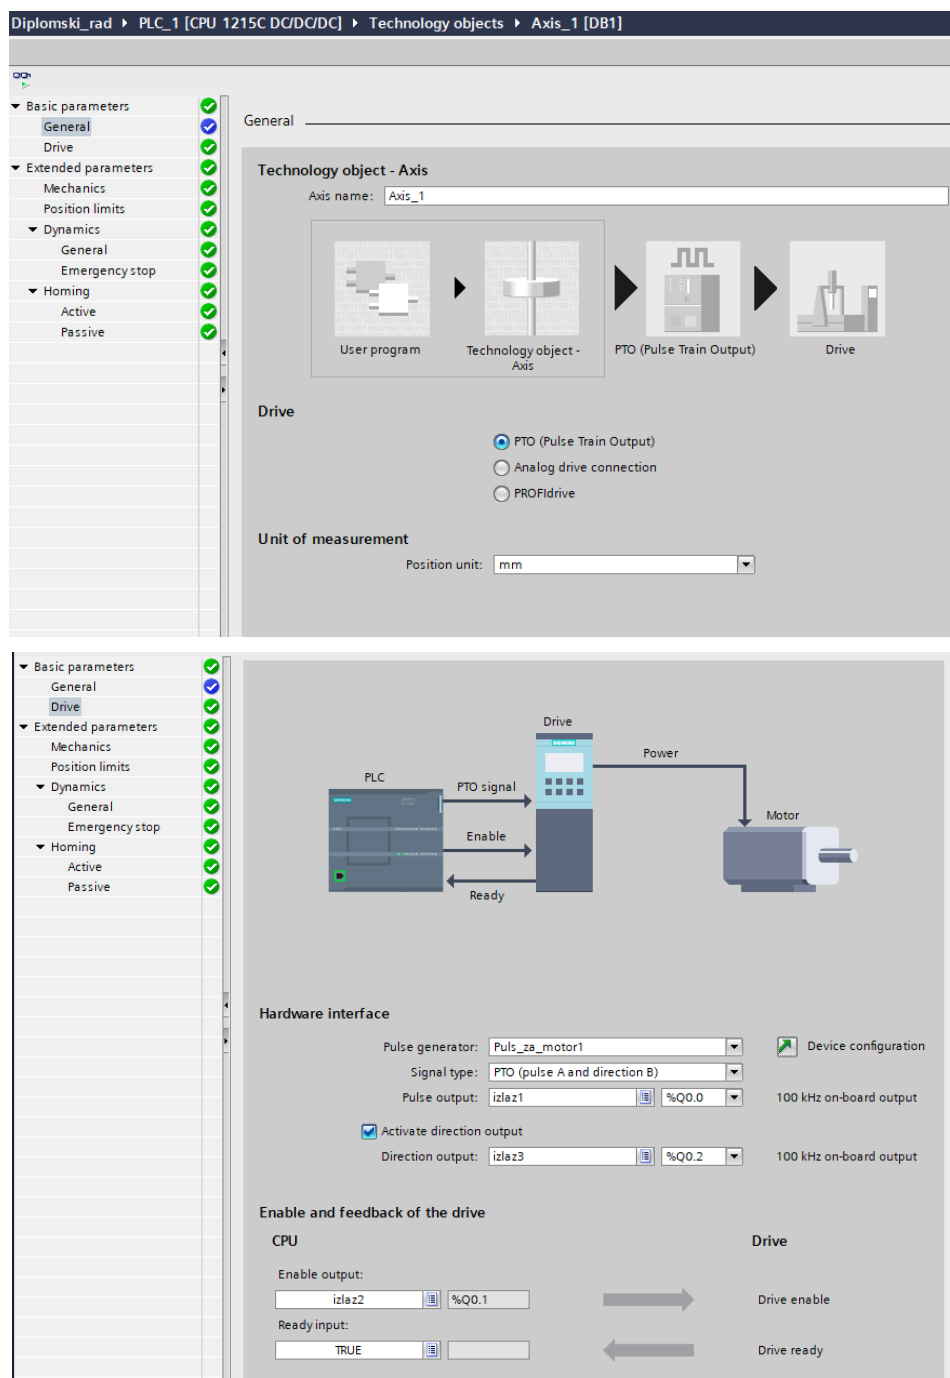 Diplomski_rad ▸ PLC_1 [CPU 1215C DC/DC/DC] ▸ Technology objects ▸ Axis_1 [DB1]
Basic parameters
General
Drive
Extended parameters
Mechanics
Position limits
Dynamics
General
Emergency stop
Homing
Active
Passive
General
Technology object - Axis
Axis name: Axis_1
User program
Technology object - Axis
PTO (Pulse Train Output)
Drive
Drive
PTO (Pulse Train Output)
Analog drive connection
PROFIdrive
Unit of measurement
Position unit: mm
Basic parameters
General
Drive
Extended parameters
Mechanics
Position limits
Dynamics
General
Emergency stop
Homing
Active
Passive
Drive
SIEMENS
Power
PLC
PTO signal
SIEMENS
Enable
Motor
Ready
Hardware interface
Pulse generator: Puls_za_motor1 Device configuration
Signal type: PTO (pulse A and direction B)
Pulse output: izlaz1 %Q0.0 100 kHz on-board output
Activate direction output
Direction output: izlaz3 %Q0.2 100 kHz on-board output
Enable and feedback of the drive
CPU Drive
Enable output:
izlaz2 %Q0.1 Drive enable
Ready input:
TRUE Drive ready